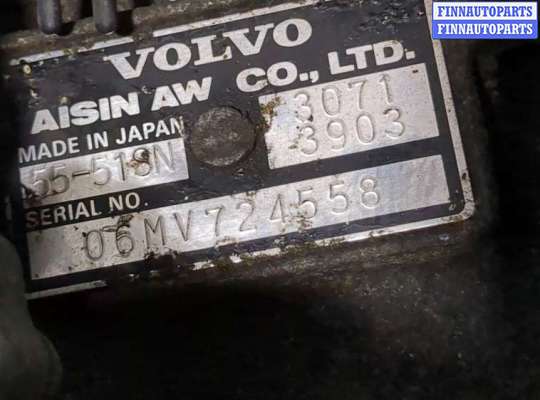 FINNAUTOPARTS
FINNAUTOPARTS
VOLVO
AISIN AW CO., LTD.
MADE IN JAPAN
3071
3903
55-51SN
SERIAL NO.
06MV724558